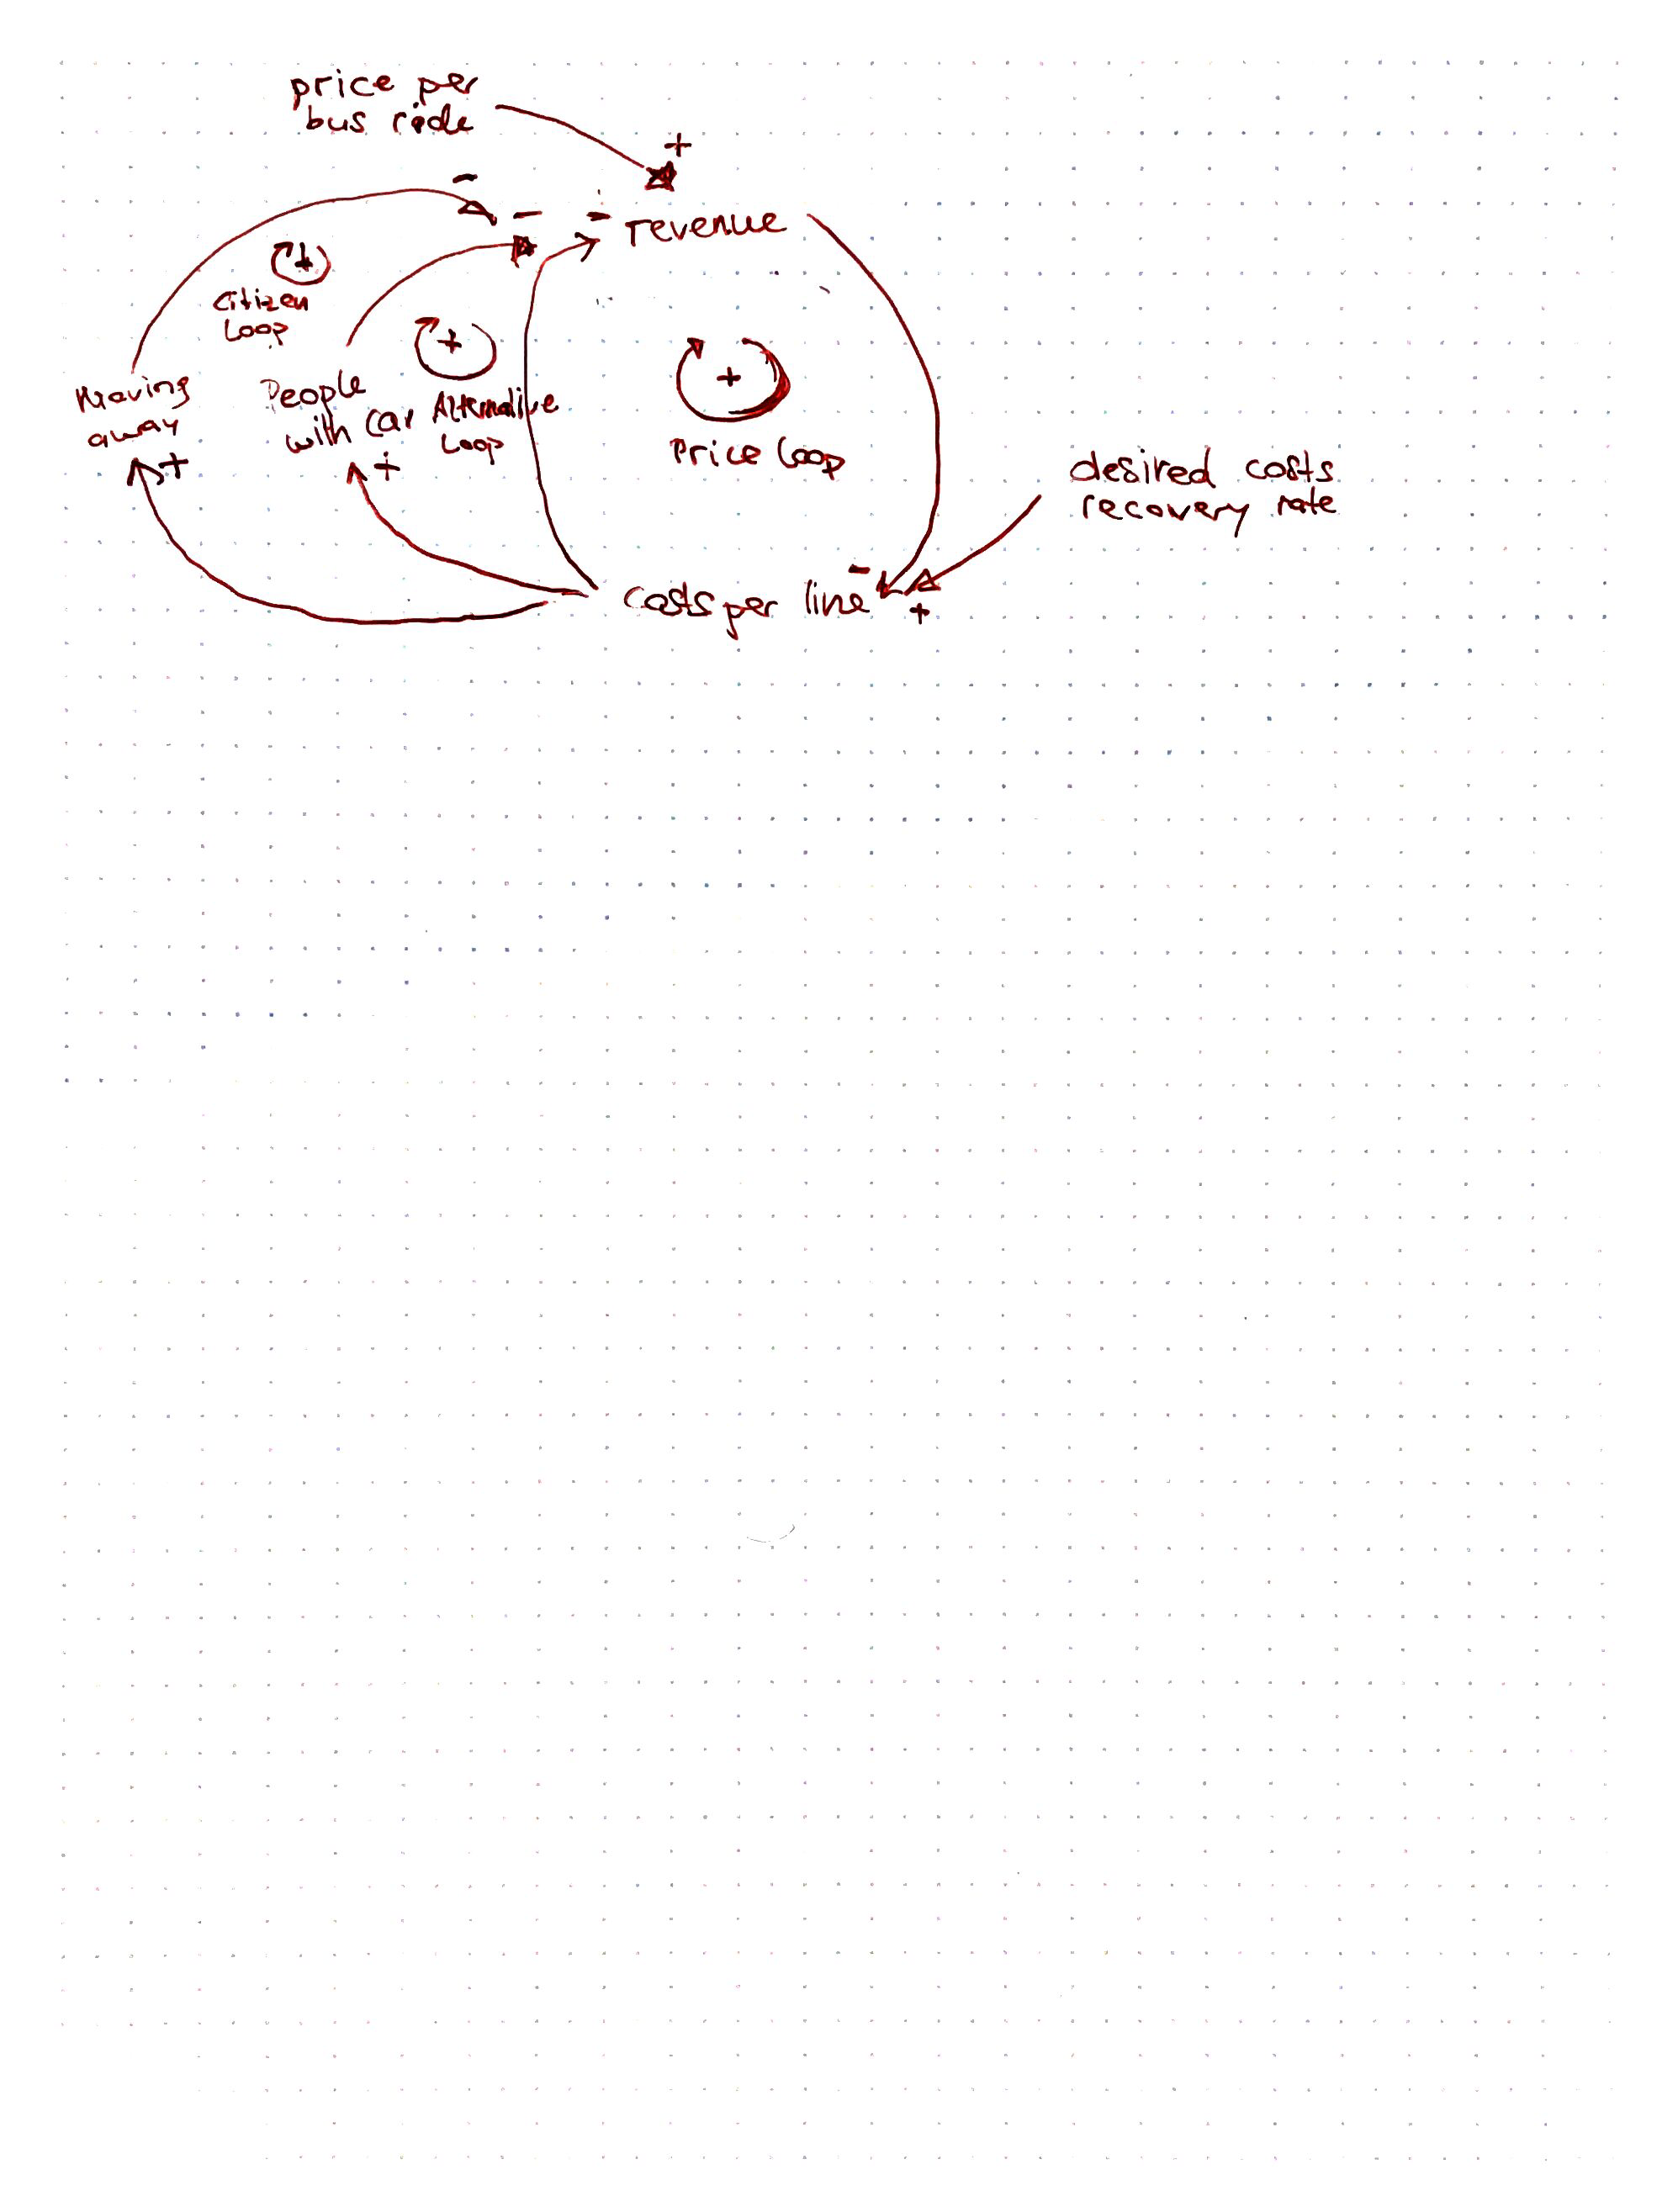 price per
bus ride
+
-
-
-
revenue
+
Citizen
Loop
+
+
Moving
away
People
with car
Alternative
Loop
Price Loop
+
+
desired costs
recovery rate
-
costs per line
+